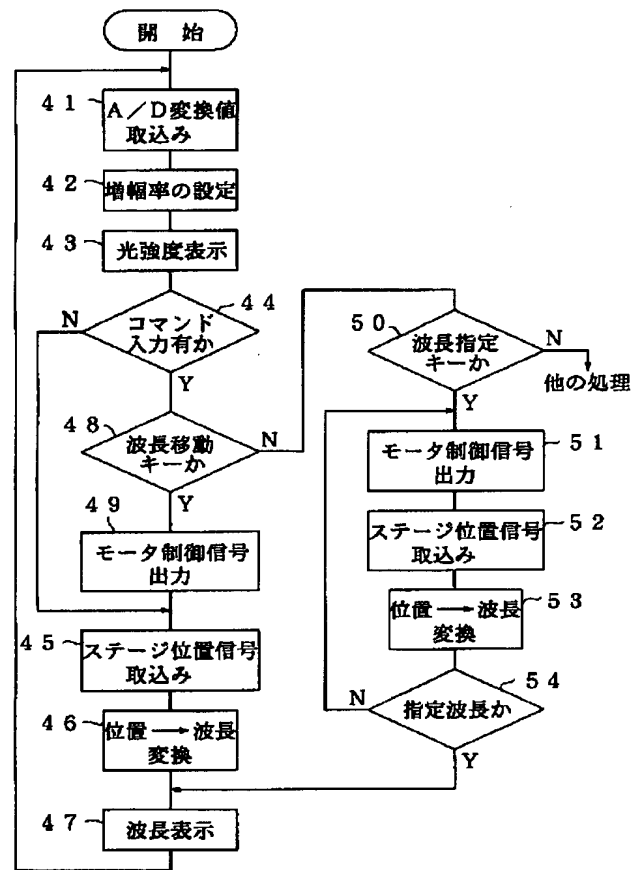 開 始
41
A/D変換値
取込み
42
増幅率の設定
43
光強度表示
44
コマンド
入力有か
N
Y
48
波長移動
キーか
N
Y
49
モータ制御信号
出力
45
ステージ位置信号
取込み
46
位置→波長
変換
47
波長表示
50
波長指定
キーか
N
他の処理
Y
51
モータ制御信号
出力
52
ステージ位置信号
取込み
53
位置→波長
変換
54
指定波長か
N
Y